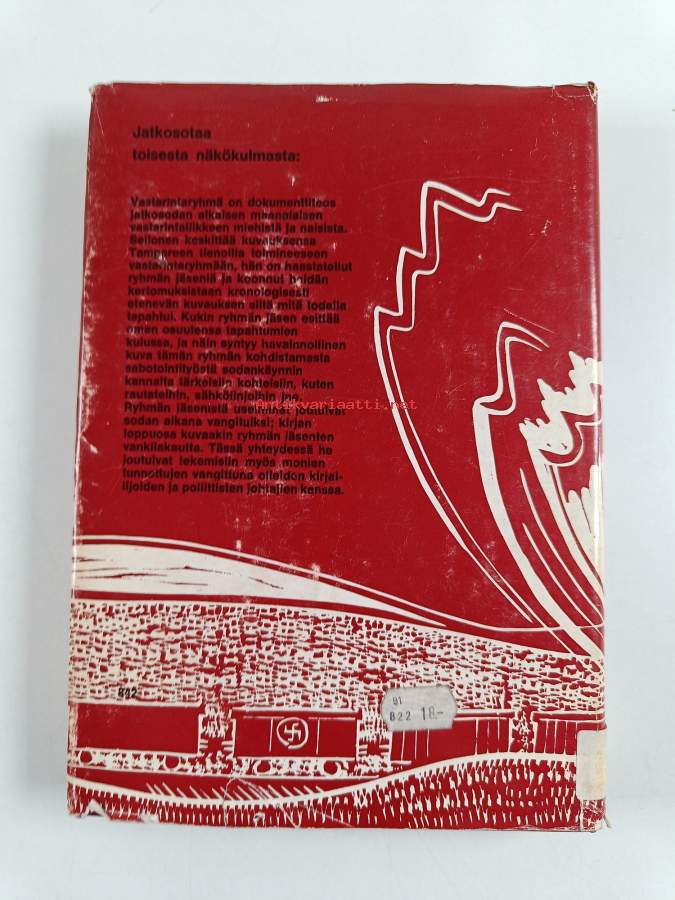 Jatkosotaa
toisesta näkökulmasta:
Vastarintaryhmä on dokumenttiteos
jatkosodan aikaisen maanalaisen
vastarintaliikkeen miehistä ja naisista.
Sellonen keskittää kuvauksensa
Tampereen tienoilla toimineeseen
vastarintaryhmään, hän on haastatellut
ryhmän jäseniä ja koonnut heidän
kertomuksistaan kronologisesti
etenevän kuvauksen siitä mitä todella
tapahtui. Kukin ryhmän jäsen esittää
oman osuutensa tapahtumien
kulussa, ja näin syntyy havainnollinen
kuva tämän ryhmän kohdistamasta
sabotointityöstä sodankäynnin
kannalta tärkeisiin kohteisiin, kuten
rautateihin, sähkölinjoihin jne.
Antikvariaatti.net
Ryhmän jäsenistä useimmat joutuivat
sodan aikana vangituiksi; kirjan
loppuosa kuvaakin ryhmän jäsenten
vankilakautta. Tässä yhteydessä he
joutuivat tekemisiin myös monien
tunnettujen vangittuna olleiden kirjai-
lijoiden ja poliittisten johtajien kanssa.
842
91
822 18.-